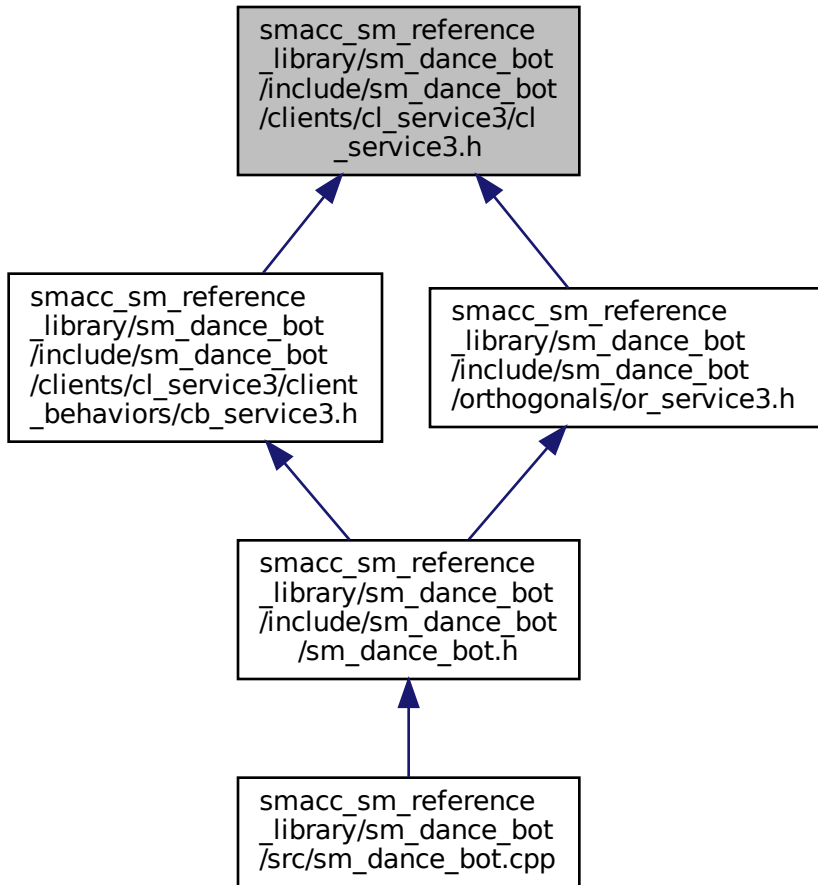 smacc_sm_reference
_library/sm_dance_bot
/include/sm_dance_bot
/clients/cl_service3/cl
_service3.h
smacc_sm_reference
_library/sm_dance_bot
/include/sm_dance_bot
/clients/cl_service3/client
_behaviors/cb_service3.h
smacc_sm_reference
_library/sm_dance_bot
/include/sm_dance_bot
/orthogonals/or_service3.h
smacc_sm_reference
_library/sm_dance_bot
/include/sm_dance_bot
/sm_dance_bot.h
smacc_sm_reference
_library/sm_dance_bot
/src/sm_dance_bot.cpp